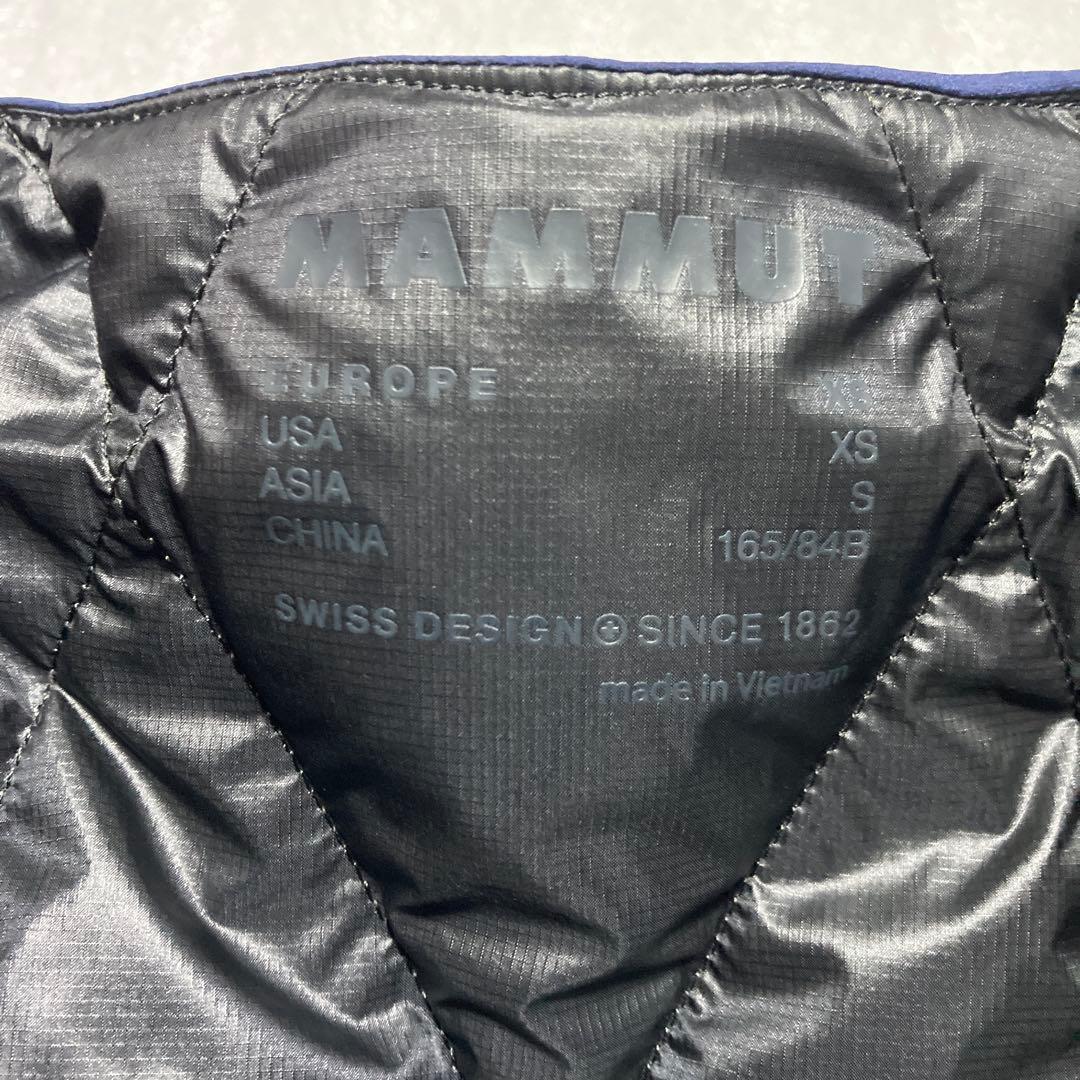 MAMMUT
EUROPE XS
USA XS
ASIA S
CHINA 165/84B
SWISS DESIGN SINCE 1862
made in Vietnam